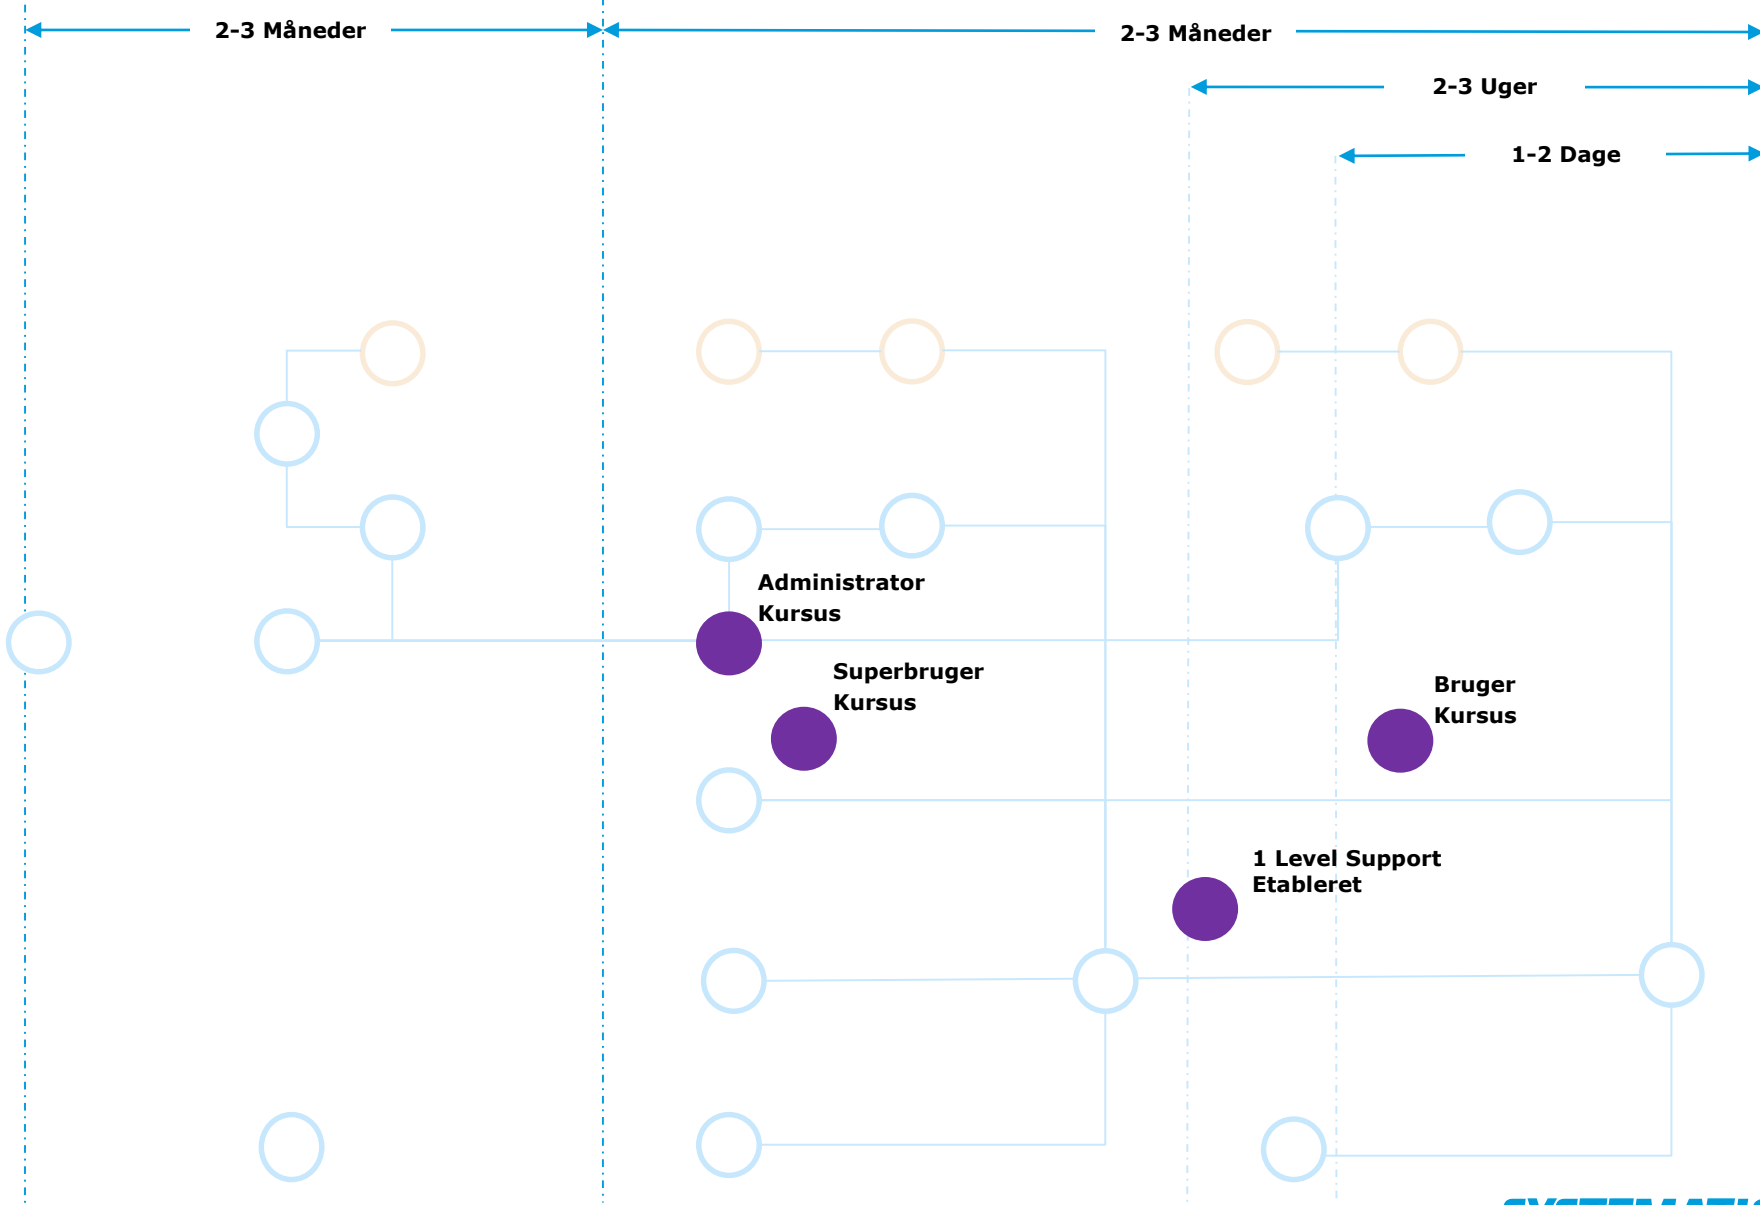 2-3 Måneder
2-3 Måneder
2-3 Uger
1-2 Dage
Administrator
Kursus
Superbruger
Kursus
Bruger
Kursus
1 Level Support
Etableret